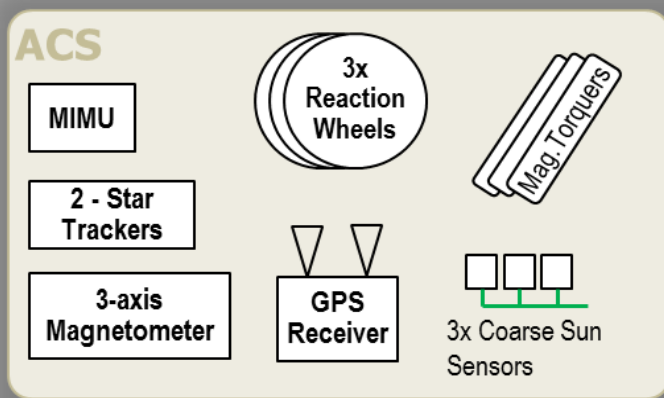 ACS
MIMU
3x
Reaction
Wheels
Mag. Torquers
2 - Star
Trackers
3-axis
Magnetometer
GPS
Receiver
3x Coarse Sun
Sensors